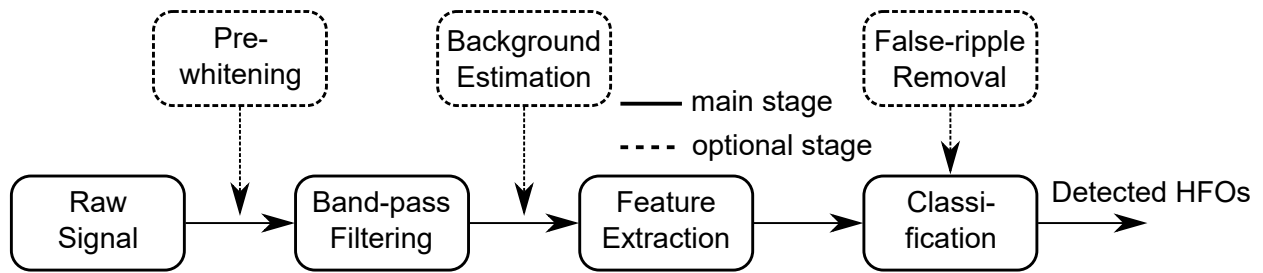 Pre-
whitening
Background
Estimation
False-ripple
Removal
main stage
optional stage
Raw
Signal
Band-pass
Filtering
Feature
Extraction
Classi-
fication
Detected HFOs